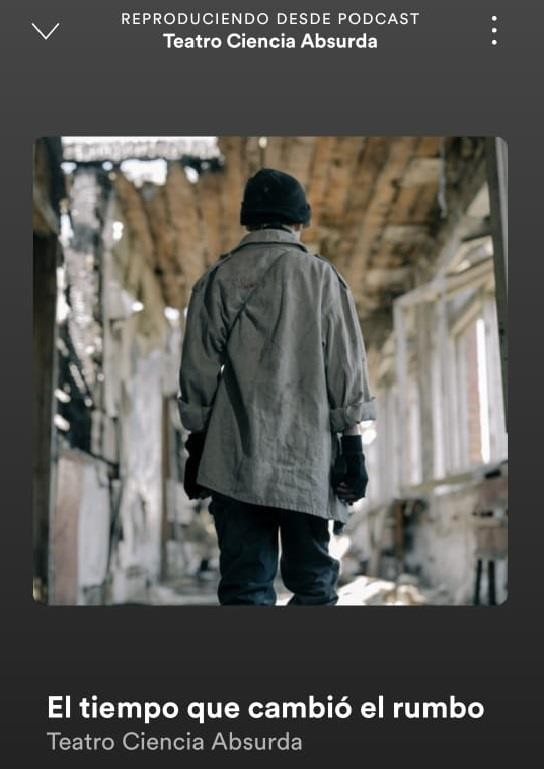 REPRODUCIENDO DESDE PODCAST
Teatro Ciencia Absurda
El tiempo que cambió el rumbo
Teatro Ciencia Absurda